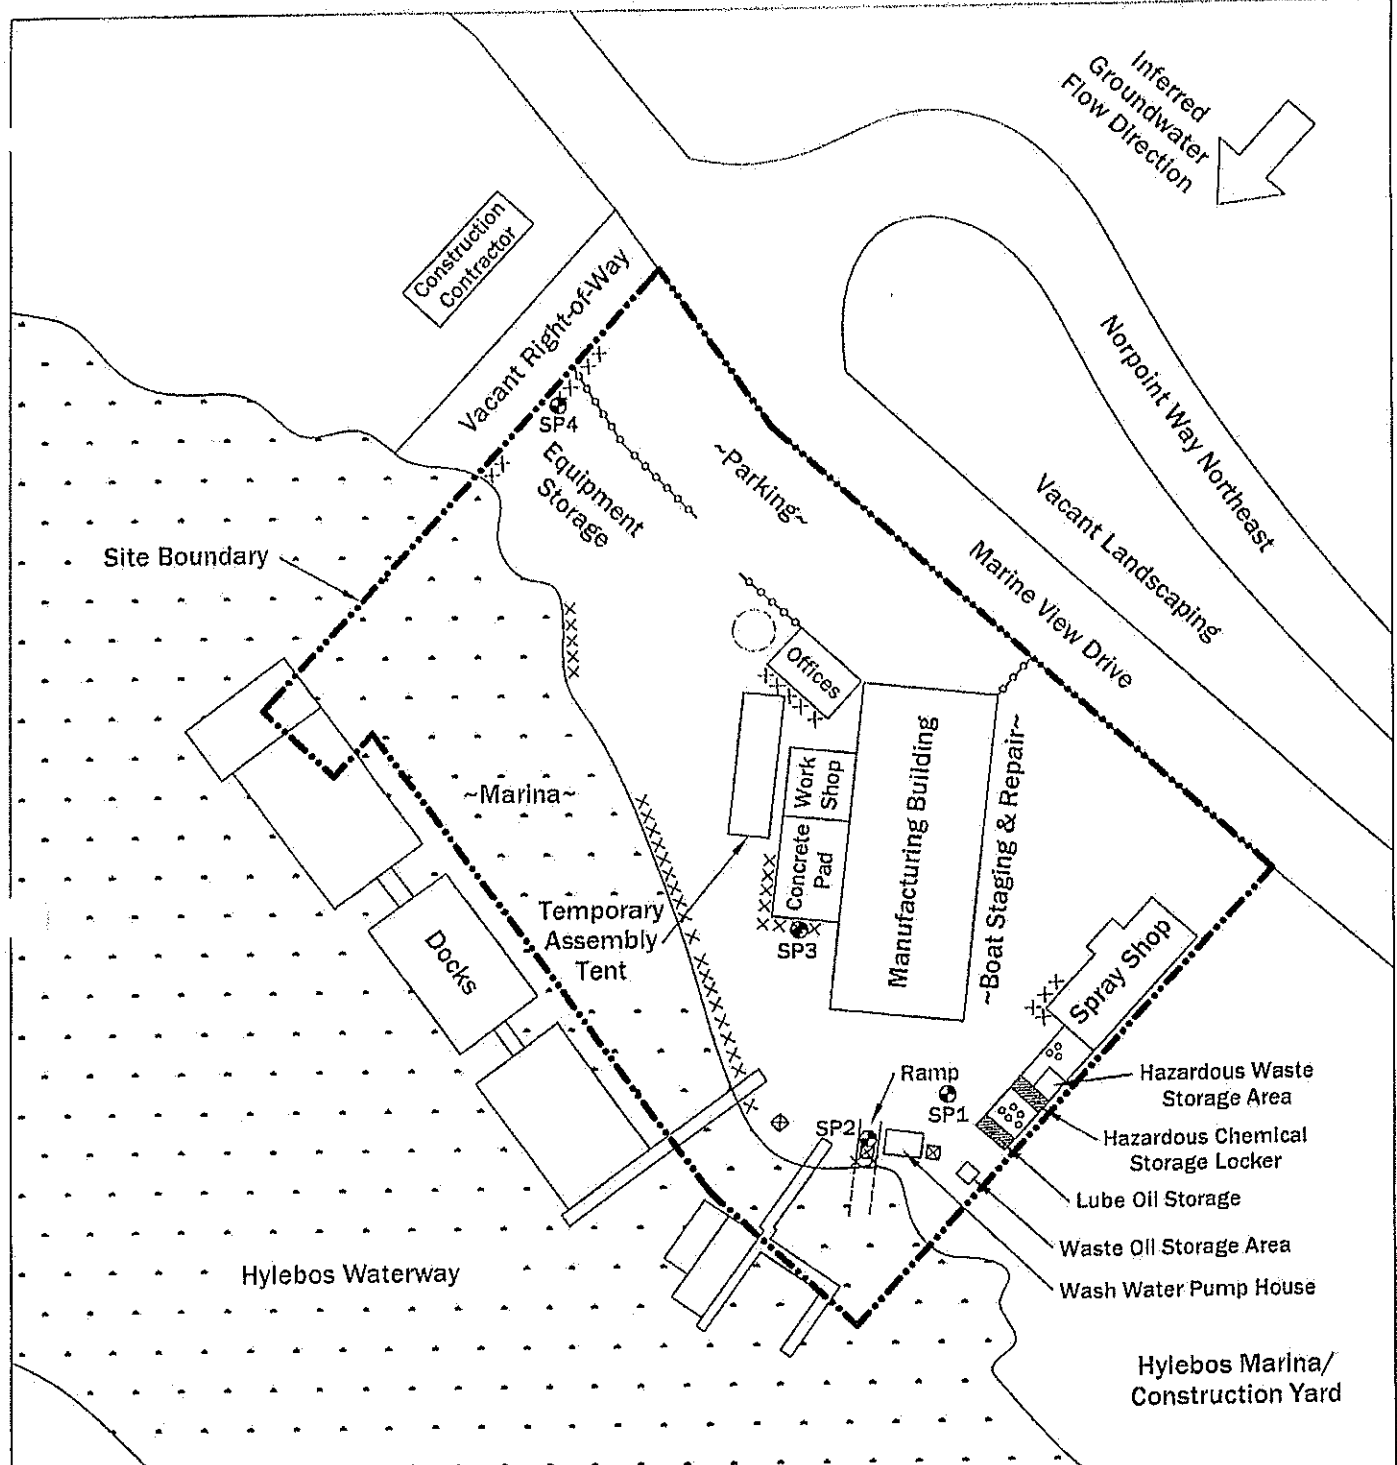 Inferred
Groundwater
Flow Direction
Construction
Contractor
Vacant Right-of-Way
SP4
Equipment
Storage
~Parking~
Norpoint Way Northeast
Vacant Landscaping
Marine View Drive
Site Boundary
Offices
~Marina~
Work
Shop
Concrete
Pad
Manufacturing Building
~Boat Staging & Repair~
Temporary
Assembly
Tent
Docks
SP3
Spray Shop
Ramp
SP1
SP2
Hazardous Waste
Storage Area
Hazardous Chemical
Storage Locker
Lube Oil Storage
Waste Oil Storage Area
Wash Water Pump House
Hylebos Waterway
Hylebos Marina/
Construction Yard